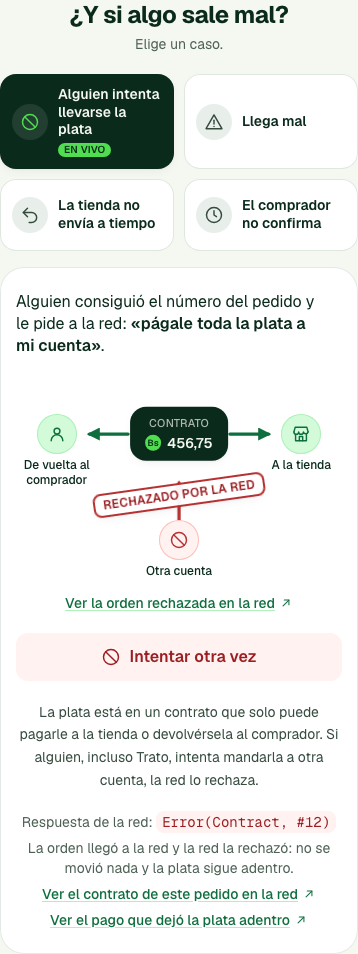 ¿Y si algo sale mal?
Elige un caso.
Alguien intenta
llevarse la
plata
EN VIVO
Llega mal
La tienda no
envía a tiempo
El comprador
no confirma
Alguien consiguió el número del pedido y
le pide a la red: «págale toda la plata a
mi cuenta».
CONTRATO
Bs 456,75
De vuelta al
comprador
A la tienda
RECHAZADO POR LA RED
Otra cuenta
Ver la orden rechazada en la red ↗
Intentar otra vez
La plata está en un contrato que solo puede
pagarle a la tienda o devolvérsela al comprador. Si
alguien, incluso Trato, intenta mandarla a otra
cuenta, la red lo rechaza.
Respuesta de la red: Error(Contract, #12)
La orden llegó a la red y la red la rechazó: no se
movió nada y la plata sigue adentro.
Ver el contrato de este pedido en la red ↗
Ver el pago que dejó la plata adentro ↗